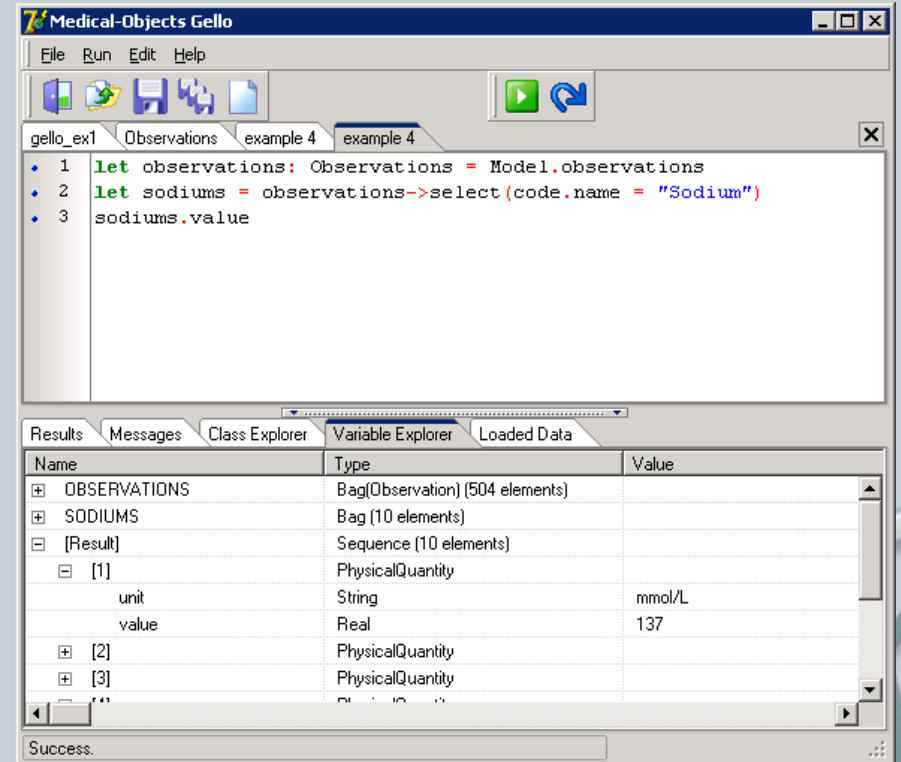 Medical-Objects Gello
File Run Edit Help
gello_ex1 Observations example 4 example 4
1 let observations: Observations = Model.observations
2 let sodiums = observations->select(code.name = "Sodium")
3 sodiums.value
Results Messages Class Explorer Variable Explorer Loaded Data
Name Type Value
OBSERVATIONS Bag(Observation) (504 elements)
SODIUMS Bag (10 elements)
[Result] Sequence (10 elements)
[1] PhysicalQuantity
unit String mmol/L
value Real 137
[2] PhysicalQuantity
[3] PhysicalQuantity
Success.